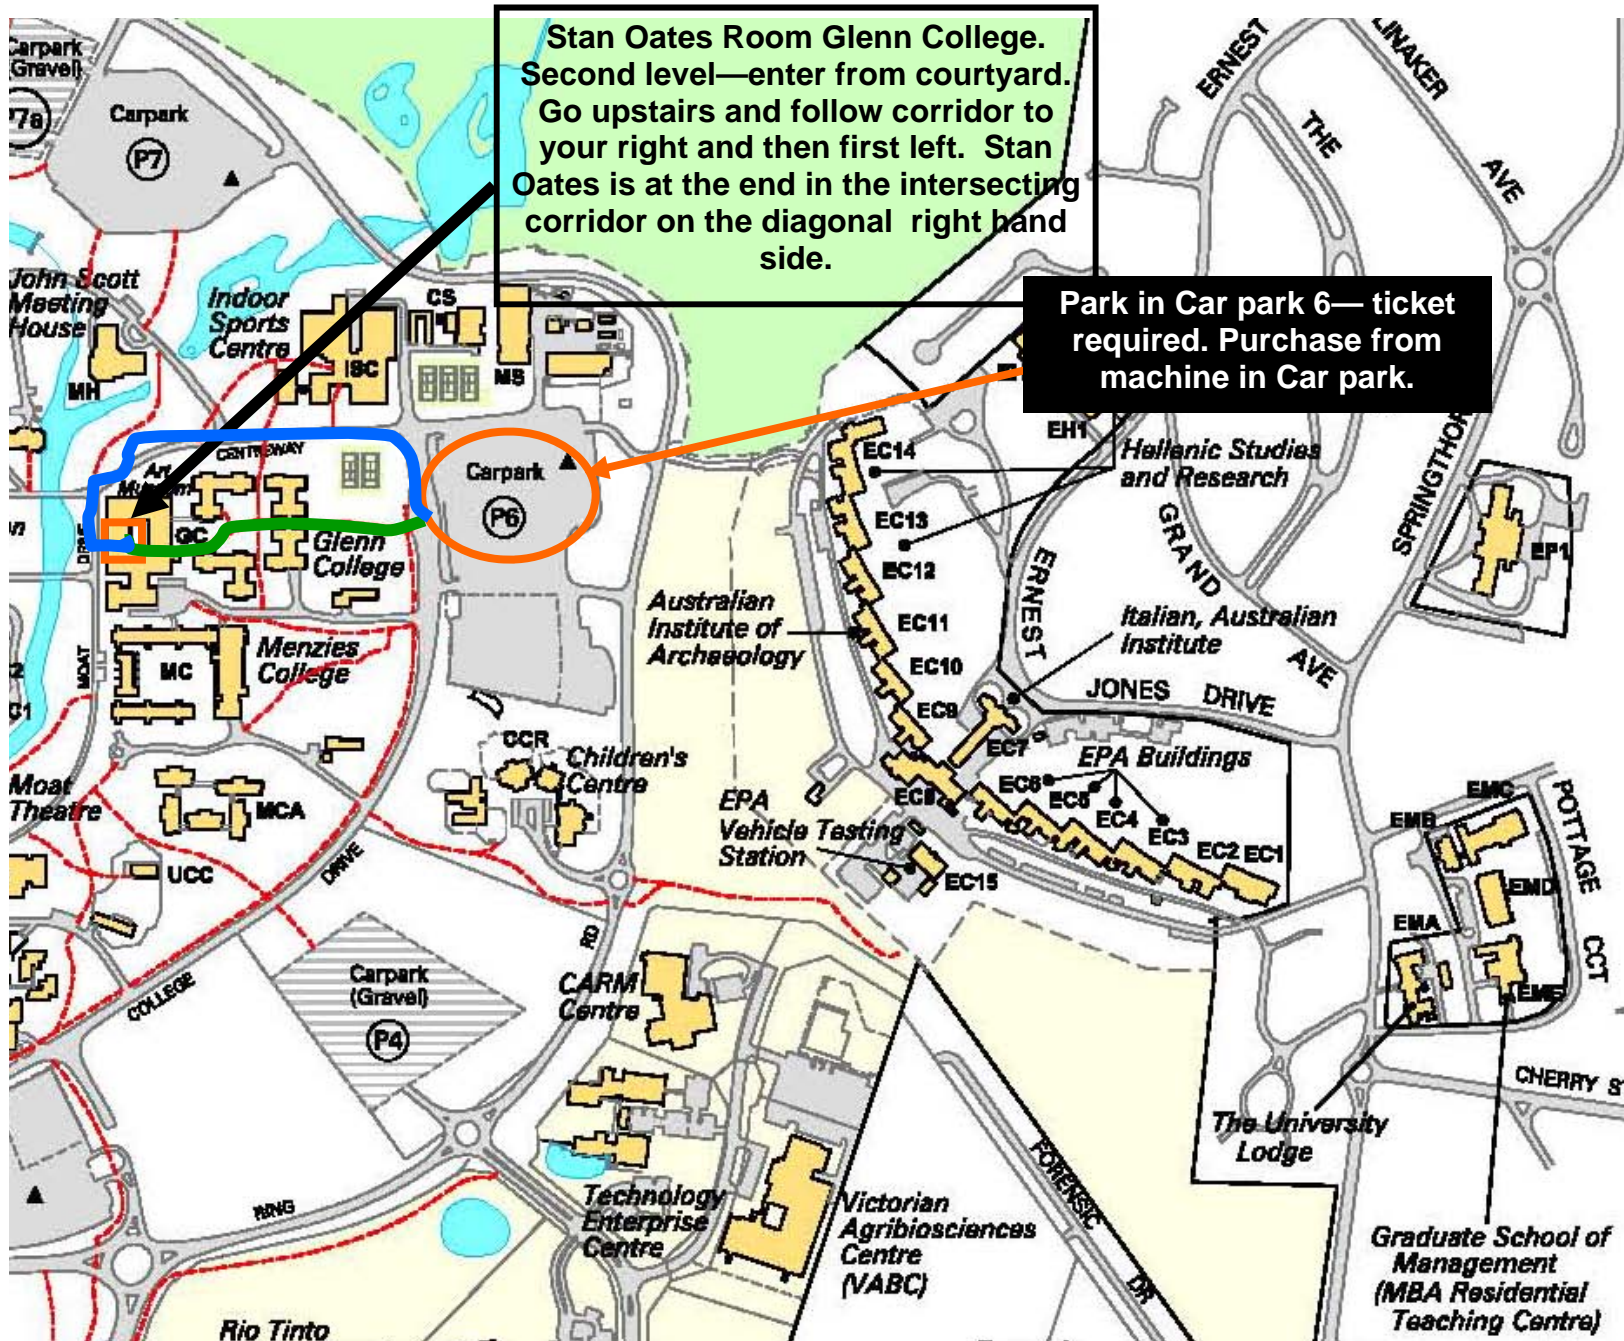 Stan Oates Room Glenn College.
Second level—enter from courtyard.
Go upstairs and follow corridor to
your right and then first left.  Stan
Oates is at the end in the intersecting
corridor on the diagonal  right hand
side.
Park in Car park 6— ticket
required. Purchase from
machine in Car park.
Carpark
(Gravel)
P7a
Carpark
P7
ERNEST
LINAKER
AVE
THE
GRAND
AVE
SPRINGTHOR
John Scott
Meeting
House
MH
Indoor
Sports
Centre
ISC
CS
MS
CENTREWAY
Art
Museum
GC
Glenn
College
Carpark
P6
EH1
EC14
Hellanic Studies
and Research
EC13
EC12
EC11
EC10
EC9
ERNEST
JONES DRIVE
Italian, Australian
Institute
EP1
Australian
Institute of
Archaeology
MOAT
DRIVE
MC
Menzies
College
Moat
Theatre
MCA
UCC
CCR
Children's
Centre
EPA
Vehicle Testing
Station
EC15
EC8
EC7
EPA Buildings
EC6
EC5
EC4
EC3
EC2
EC1
EMC
EMB
EMD
EMA
EME
POTTAGE
CCT
COLLEGE
DRIVE
RD
Carpark
(Gravel)
P4
CARM
Centre
CHERRY S
The University
Lodge
RING
Technology
Enterprise
Centre
Victorian
Agribiosciences
Centre
(VABC)
FORENSIC
DR
Graduate School of
Management
(MBA Residential
Teaching Centre)
Rio Tinto